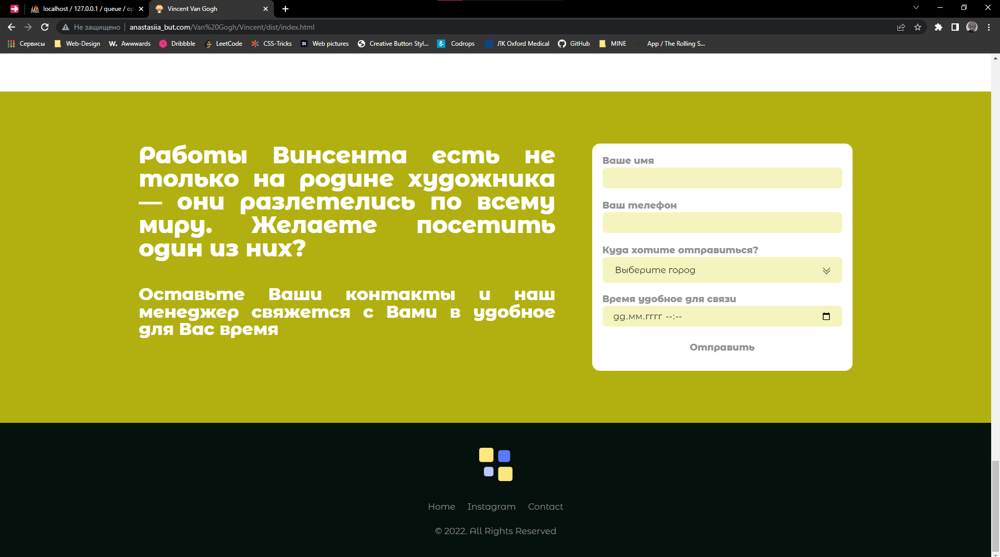 localhost / 127.0.0.1 / queue / op
Vincent Van Gogh
Не защищено
anastasiia_but.com/Van%20Gogh/Vincent/dist/index.html
Сервисы
Web-Design
W. Awwwards
Dribbble
LeetCode
CSS-Tricks
St Web pictures
Creative Button Styl...
Codrops
ЛК Oxford Medical
GitHub
MINE
App / The Rolling S...
Работы Винсента есть не
только на родине художника
— они разлетелись по всему
миру. Желаете посетить
один из них?
Оставьте Ваши контакты и наш
менеджер свяжется с Вами в удобное
для Вас время
Ваше имя
Ваш телефон
Куда хотите отправиться?
Выберите город
Время удобное для связи
дд.мм.гггг --:--
Отправить
Home
Instagram
Contact
© 2022. All Rights Reserved